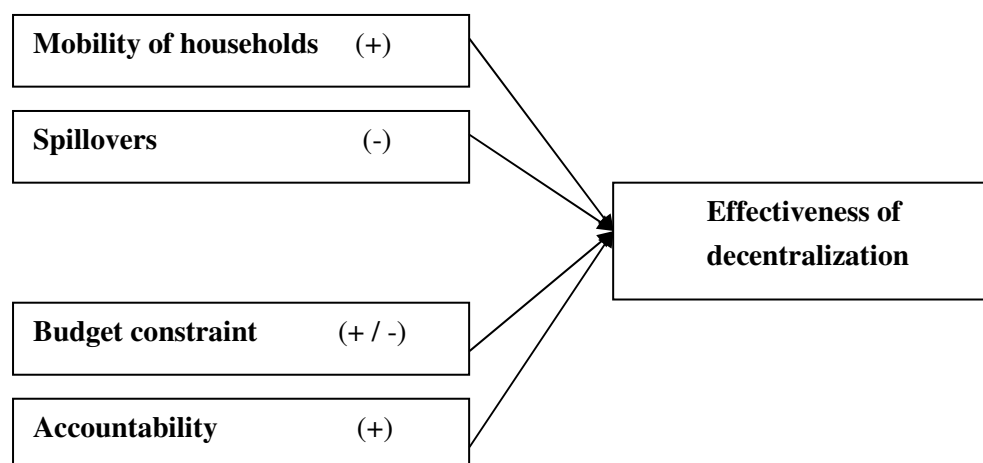 Mobility of households (+)
Spillovers (-)
Effectiveness of
decentralization
Budget constraint (+ / -)
Accountability (+)